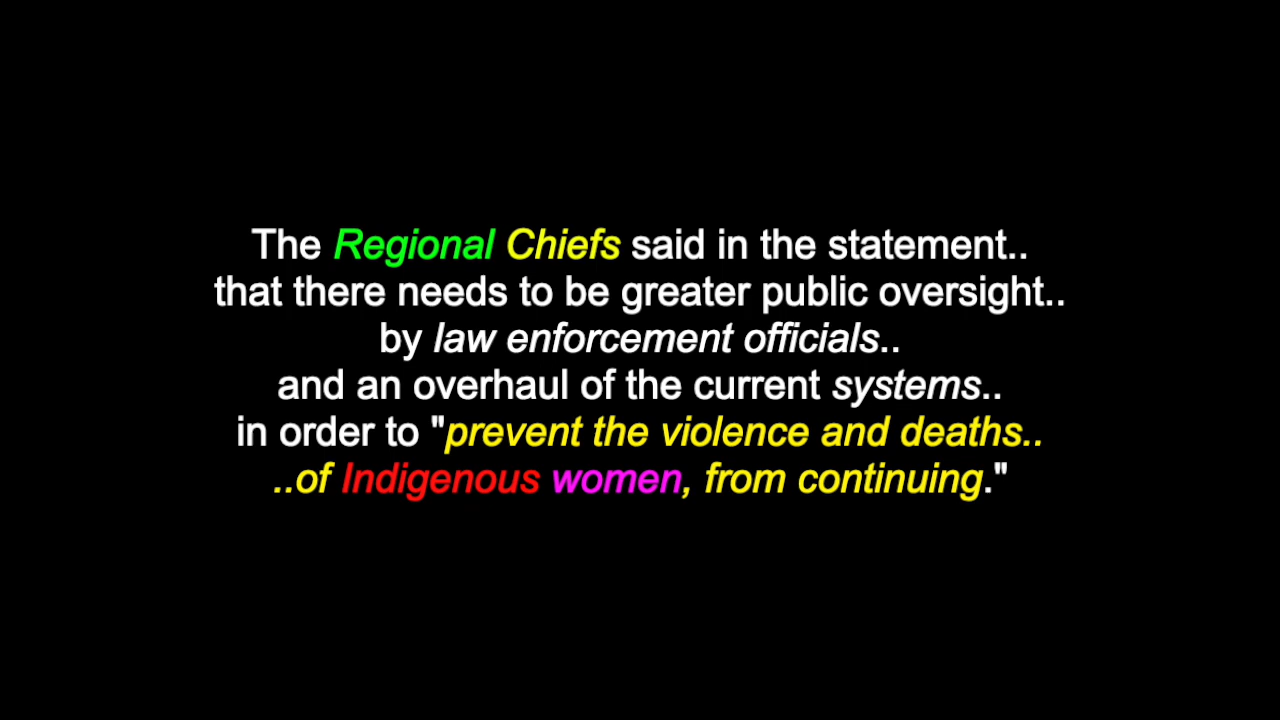 The Regional Chiefs said in the statement..
that there needs to be greater public oversight..
by law enforcement officials..
and an overhaul of the current systems..
in order to "prevent the violence and deaths..
..of Indigenous women, from continuing."